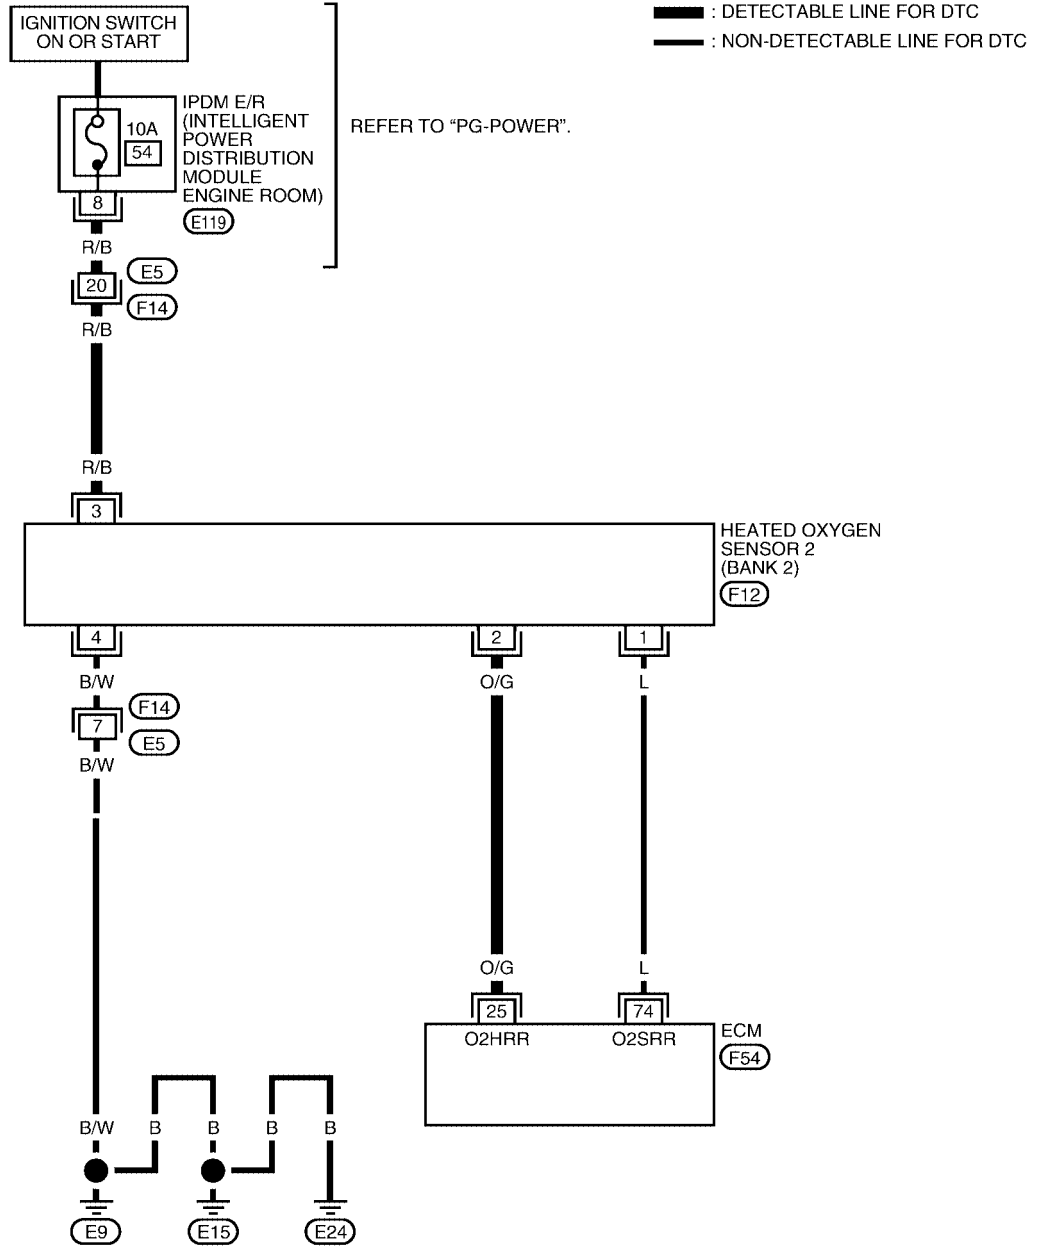 IGNITION SWITCH
ON OR START
: DETECTABLE LINE FOR DTC
: NON-DETECTABLE LINE FOR DTC
10A
54
IPDM E/R
(INTELLIGENT
POWER
DISTRIBUTION
MODULE
ENGINE ROOM)
E119
REFER TO “PG-POWER”.
8
R/B
E5
20
F14
R/B
R/B
3
HEATED OXYGEN
SENSOR 2
(BANK 2)
F12
4
2
1
B/W
O/G
L
F14
7
E5
B/W
O/G
L
25
74
O2HRR
O2SRR
ECM
F54
B/W
B
B
B
B
E9
E15
E24